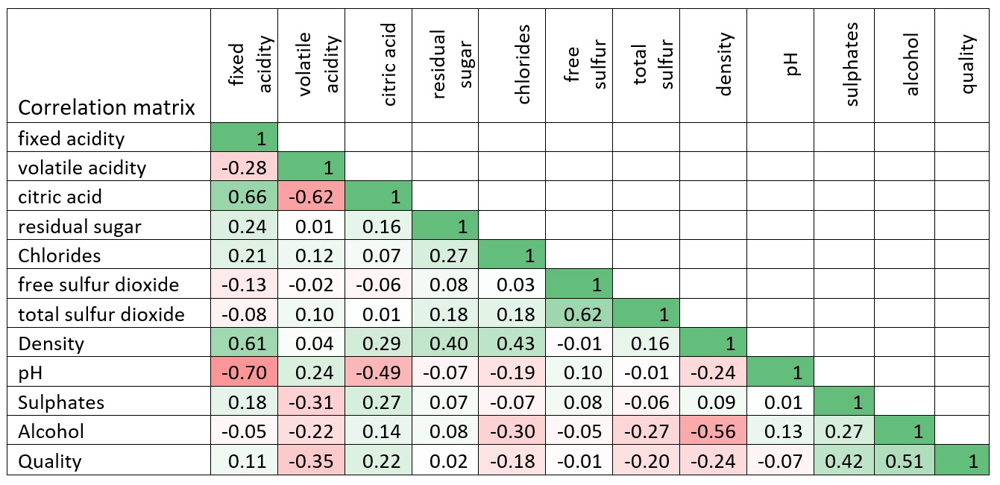 Correlation matrix fixed acidity volatile acidity citric acid residual sugar chlorides free sulfur total sulfur density pH sulphates alcohol quality
fixed acidity 1
volatile acidity -0.28 1
citric acid 0.66 -0.62 1
residual sugar 0.24 0.01 0.16 1
Chlorides 0.21 0.12 0.07 0.27 1
free sulfur dioxide -0.13 -0.02 -0.06 0.08 0.03 1
total sulfur dioxide -0.08 0.10 0.01 0.18 0.18 0.62 1
Density 0.61 0.04 0.29 0.40 0.43 -0.01 0.16 1
pH -0.70 0.24 -0.49 -0.07 -0.19 0.10 -0.01 -0.24 1
Sulphates 0.18 -0.31 0.27 0.07 -0.07 0.08 -0.06 0.09 0.01 1
Alcohol -0.05 -0.22 0.14 0.08 -0.30 -0.05 -0.27 -0.56 0.13 0.27 1
Quality 0.11 -0.35 0.22 0.02 -0.18 -0.01 -0.20 -0.24 -0.07 0.42 0.51 1